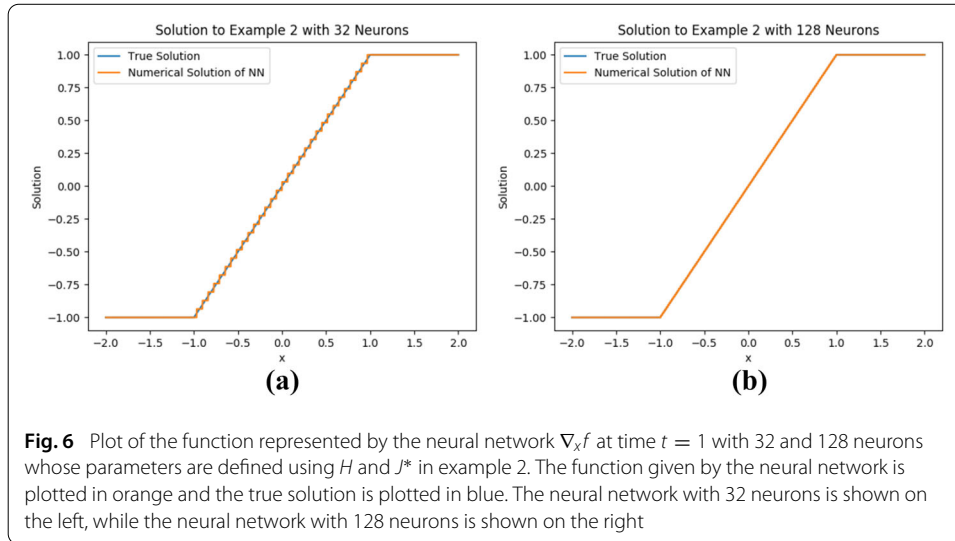 Solution to Example 2 with 32 Neurons
True Solution
Numerical Solution of NN
1.00
0.75
0.50
0.25
0.00
−0.25
−0.50
−0.75
−1.00
Solution
−2.0 −1.5 −1.0 −0.5 0.0 0.5 1.0 1.5 2.0
x
(a)
Solution to Example 2 with 128 Neurons
True Solution
Numerical Solution of NN
1.00
0.75
0.50
0.25
0.00
−0.25
−0.50
−0.75
−1.00
Solution
−2.0 −1.5 −1.0 −0.5 0.0 0.5 1.0 1.5 2.0
x
(b)
Fig. 6 Plot of the function represented by the neural network ∇ₓf at time t = 1 with 32 and 128 neurons
whose parameters are defined using H and J* in example 2. The function given by the neural network is
plotted in orange and the true solution is plotted in blue. The neural network with 32 neurons is shown on
the left, while the neural network with 128 neurons is shown on the right